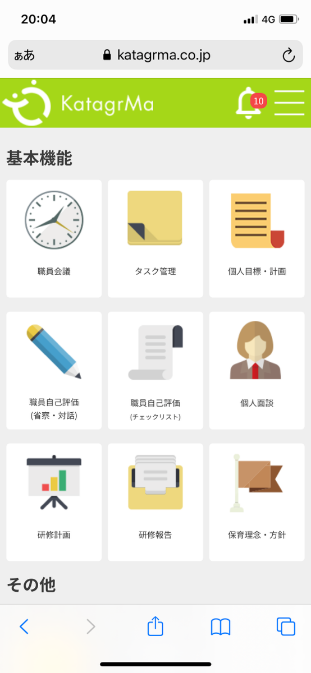 20:04
4G
ぁあ
katagrma.co.jp
KatagrMa
10
基本機能
職員会議
タスク管理
個人目標・計画
職員自己評価
(省察・対話)
職員自己評価
(チェックリスト)
個人面談
研修計画
研修報告
保育理念・方針
その他